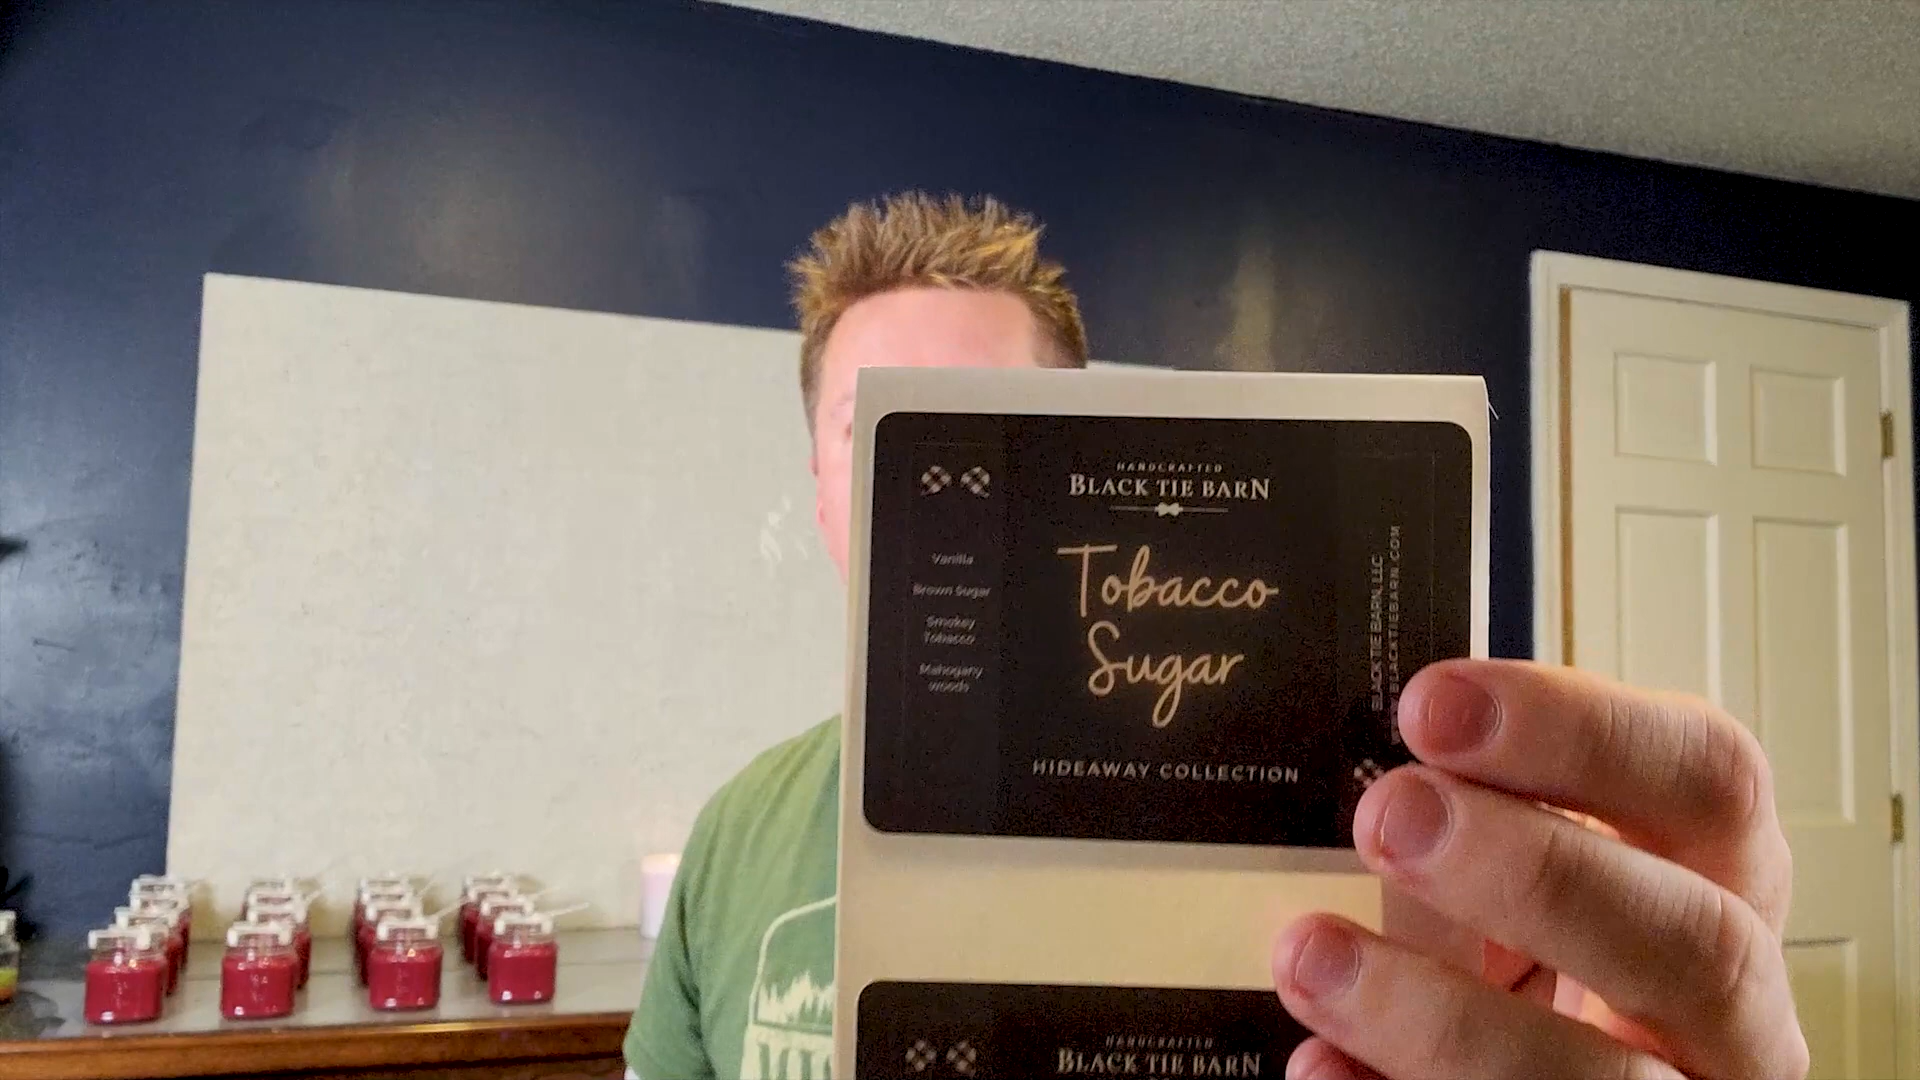 HANDCRAFTED
BLACK TIE BARN
Tobacco
Sugar
HIDEAWAY COLLECTION
Vanilla
Brown Sugar
Smokey
Tobacco
Mahogany
woods
BLACK TIE BARN LLC
BLACKTIEBARN.COM
HANDCRAFTED
BLACK TIE BARN